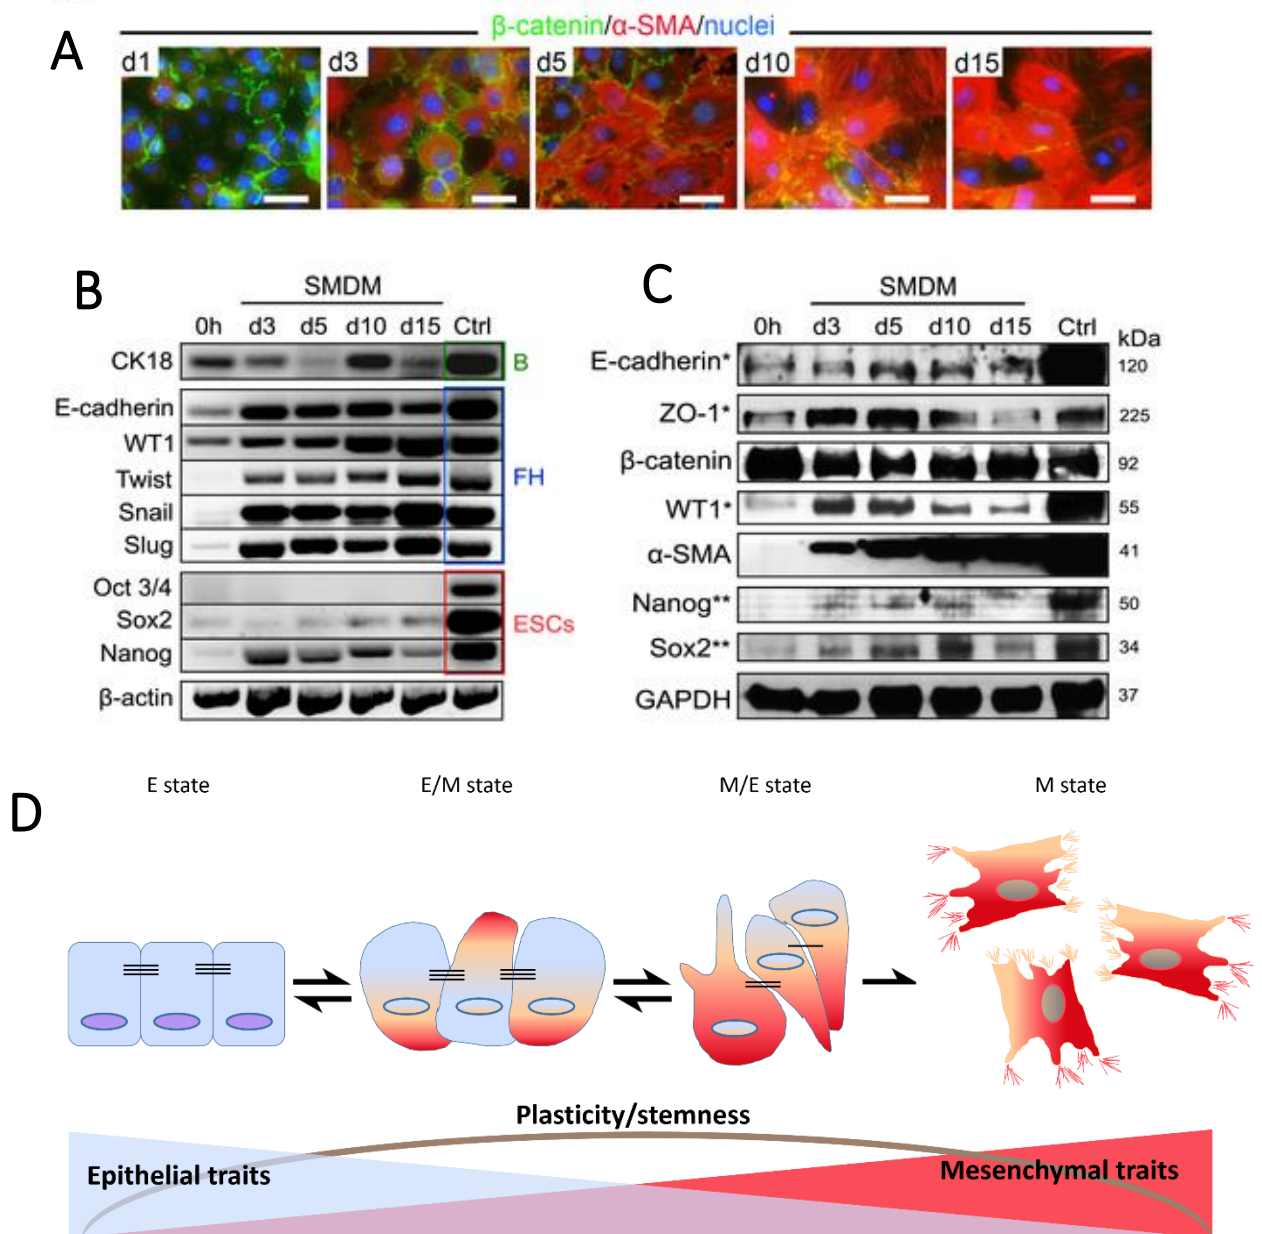 β-catenin/α-SMA/nuclei
A
d1 d3 d5 d10 d15
B
SMDM
0h d3 d5 d10 d15 Ctrl
CK18 B
E-cadherin
WT1
Twist FH
Snail
Slug
Oct 3/4
Sox2 ESCs
Nanog
β-actin
C
SMDM
0h d3 d5 d10 d15 Ctrl
kDa
E-cadherin* 120
ZO-1* 225
β-catenin 92
WT1* 55
α-SMA 41
Nanog** 50
Sox2** 34
GAPDH 37
E state E/M state M/E state M state
D
Plasticity/stemness
Epithelial traits
Mesenchymal traits